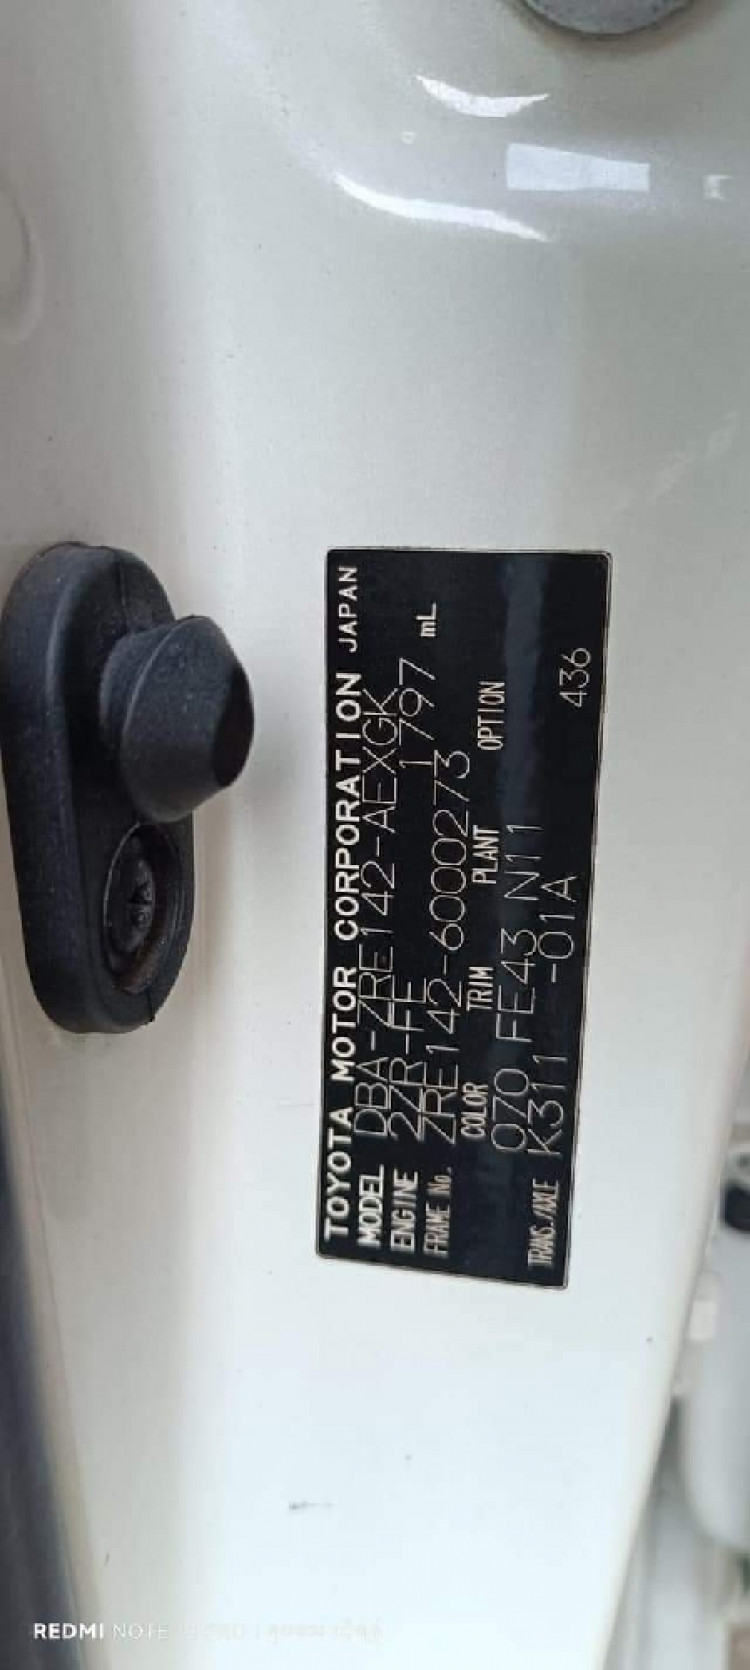 TOYOTA MOTOR CORPORATION JAPAN
MODEL DBA-ZRE142-AEXGK
ENGINE 2ZR-FE 1797 mL
FRAME No. ZRE142-6000273
COLOR TRIM PLANT OPTION
070 FE43 N11
TRANS./AXLE K311 -01A 436
REDMI NOTE